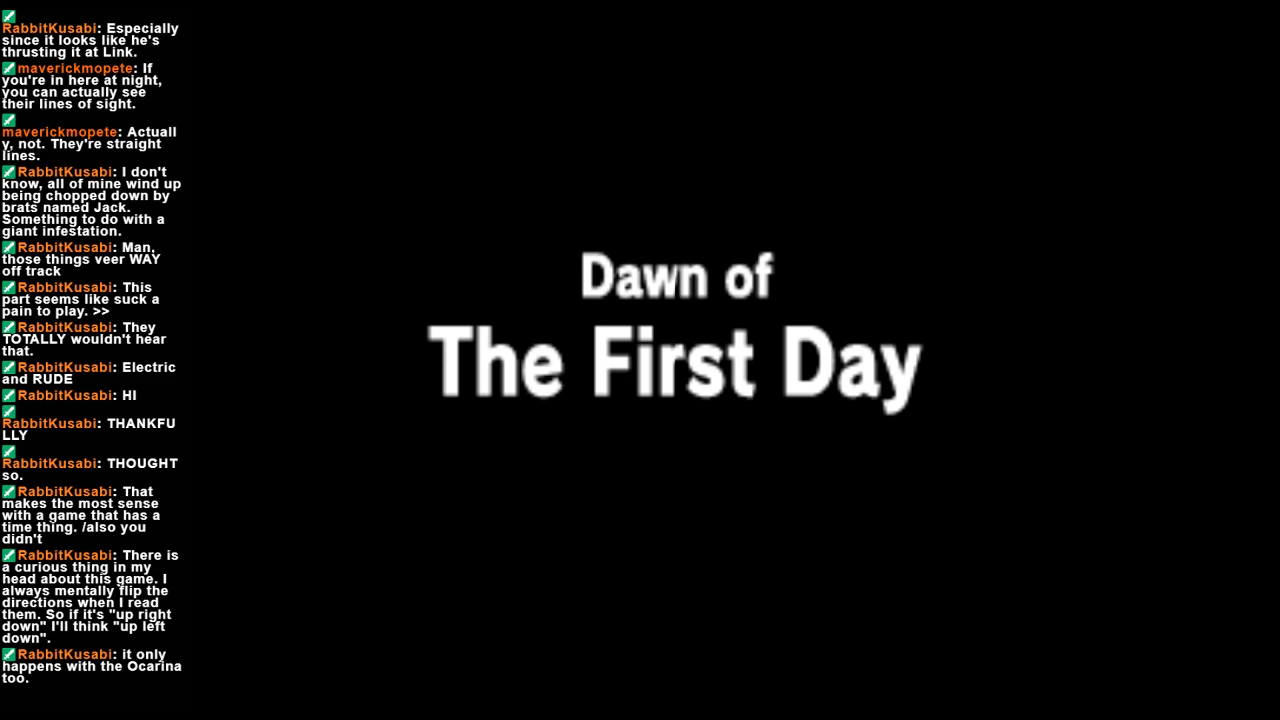 RabbitKusabi: Especially
since it looks like he's
thrusting it at Link.
maverickmopete: If
you're in here at night,
you can actually see
their lines of sight.
maverickmopete: Actuall
y, not. They're straight
lines.
RabbitKusabi: I don't
know, all of mine wind up
being chopped down by
brats named Jack.
Something to do with a
giant infestation.
RabbitKusabi: Man,
those things veer WAY
off track
RabbitKusabi: This
part seems like suck a
pain to play. >>
RabbitKusabi: They
TOTALLY wouldn't hear
that.
RabbitKusabi: Electric
and RUDE
RabbitKusabi: HI
RabbitKusabi: THANKFU
LLY
RabbitKusabi: THOUGHT
so.
RabbitKusabi: That
makes the most sense
with a game that has a
time thing. /also you
didn't
RabbitKusabi: There is
a curious thing in my
head about this game. I
always mentally flip the
directions when I read
them. So if it's "up right
down" I'll think "up left
down".
RabbitKusabi: it only
happens with the Ocarina
too.
Dawn of
The First Day